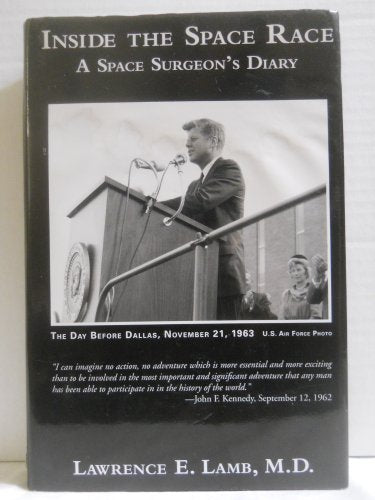 INSIDE THE SPACE RACE
A SPACE SURGEON'S DIARY
THE DAY BEFORE DALLAS, NOVEMBER 21, 1963 U.S. AIR FORCE PHOTO
"I can imagine no action, no adventure which is more essential and more exciting
than to be involved in the most important and significant adventure that any man
has been able to participate in in the history of the world."
—John F. Kennedy, September 12, 1962
LAWRENCE E. LAMB, M.D.